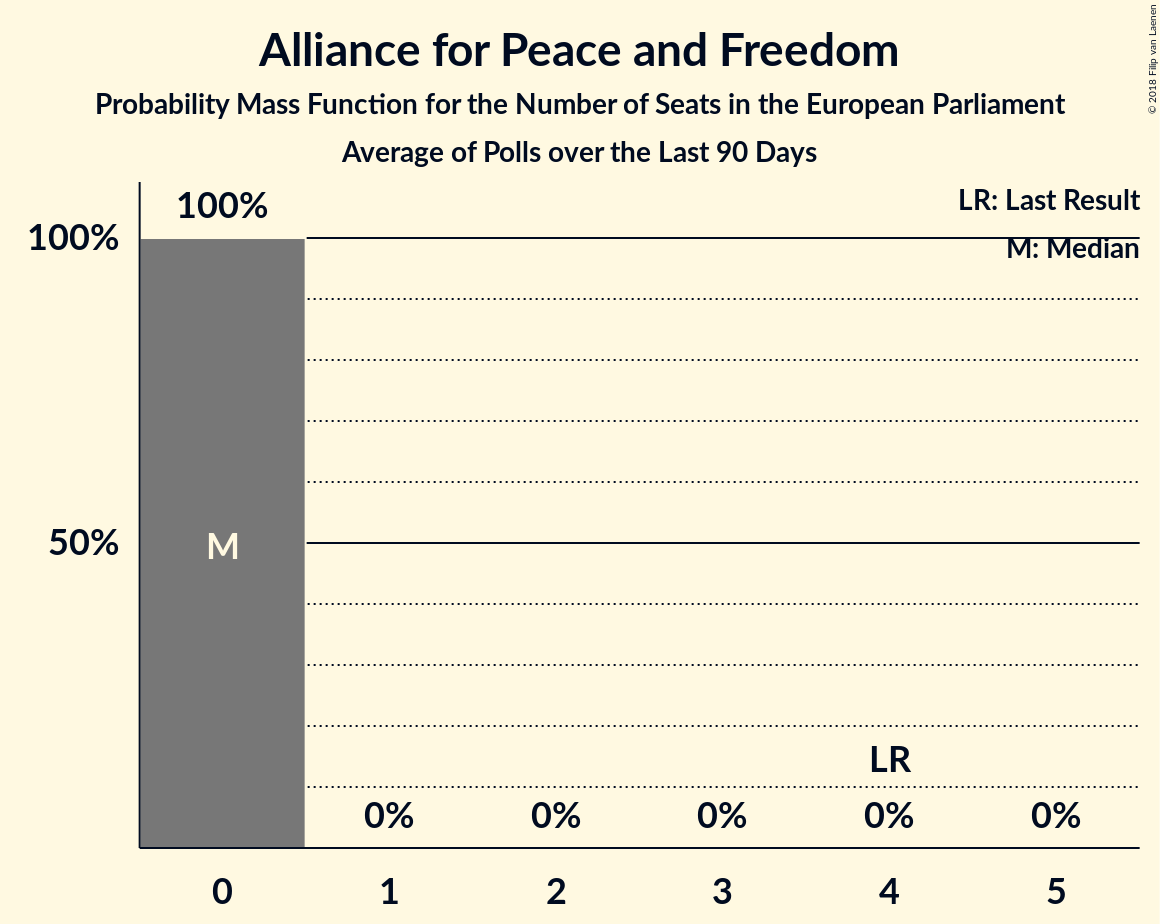 Alliance for Peace and Freedom
Probability Mass Function for the Number of Seats in the European Parliament
Average of Polls over the Last 90 Days
© 2018 Filip van Laenen
LR: Last Result
M: Median
100%
100%
50%
M
LR
0%
0%
0%
0%
0%
0
1
2
3
4
5